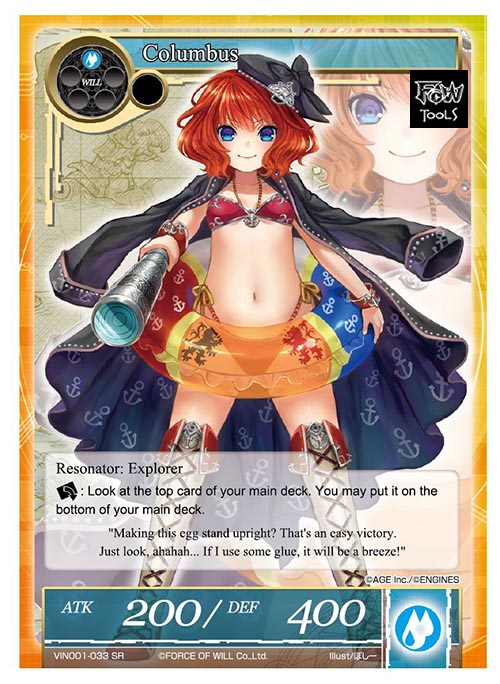 Columbus
WILL
FOW
TOOLS
Resonator: Explorer
: Look at the top card of your main deck. You may put it on the
bottom of your main deck.
"Making this egg stand upright? That's an easy victory.
Just look, ahahah... If I use some glue, it will be a breeze!"
©AGE Inc./©ENGINES
ATK 200/ DEF 400
VIN001-033 SR ©FORCE OF WILL Co.,Ltd. Illust/ぽしー